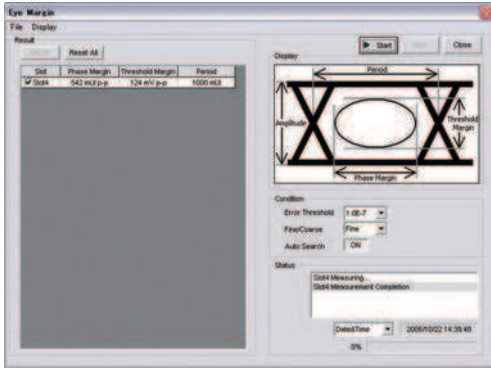 Eye Margin
File Display
Result
Reset All
Slot Phase Margin Threshold Margin Period
Slot4 542 mUI p-p 124 mV p-p 1000 mUI
Start
Close
Display
Period
Amplitude
Threshold
Margin
Phase Margin
Condition
Error Threshold 1.0E-7
Fine/Coarse Fine
Auto Search ON
Status
Slot4 Measuring...
Slot4 Measurement Completion
Date&Time 2006/10/22 14:39:48
0%